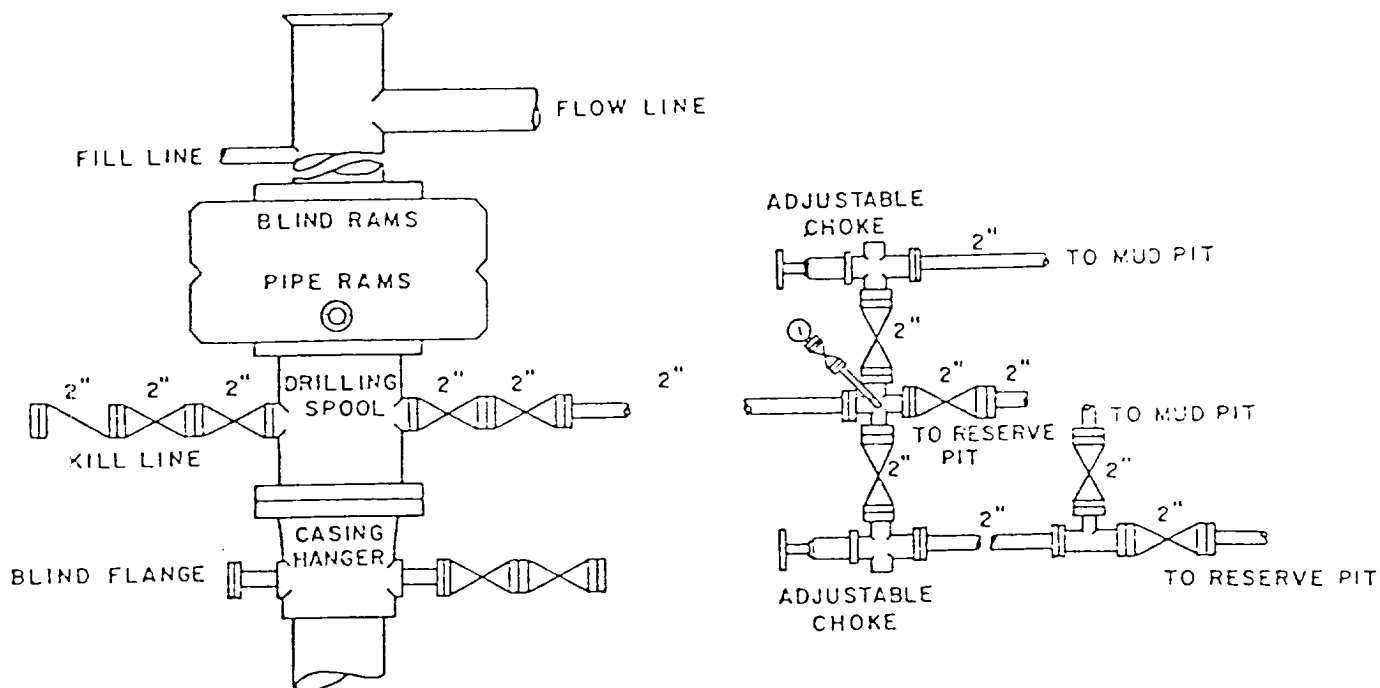 FLOW LINE
FILL LINE
BLIND RAMS
PIPE RAMS
2" 2" 2"
DRILLING
SPOOL
2" 2" 2"
KILL LINE
CASING
HANGER
BLIND FLANGE
ADJUSTABLE
CHOKE
2"
TO MUD PIT
2"
2" 2"
TO RESERVE
PIT
TO MUD PIT
2"
2"
2"
2"
TO RESERVE PIT
ADJUSTABLE
CHOKE